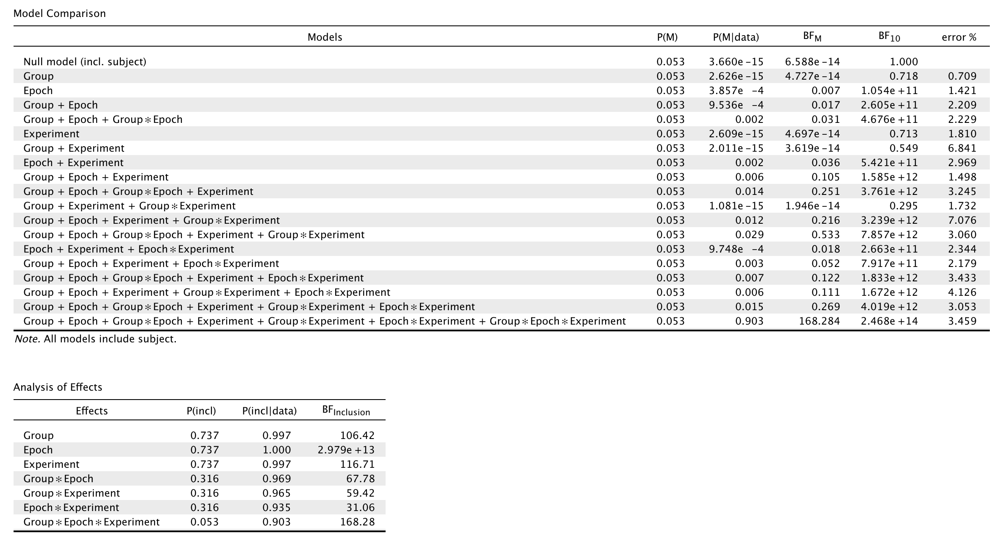 Model Comparison
Models P(M) P(M|data) BF_M BF_10 error %
Null model (incl. subject) 0.053 3.660e −15 6.588e −14 1.000
Group 0.053 2.626e −15 4.727e −14 0.718 0.709
Epoch 0.053 3.857e −4 0.007 1.054e +11 1.421
Group + Epoch 0.053 9.536e −4 0.017 2.605e +11 2.209
Group + Epoch + Group∗Epoch 0.053 0.002 0.031 4.676e +11 2.229
Experiment 0.053 2.609e −15 4.697e −14 0.713 1.810
Group + Experiment 0.053 2.011e −15 3.619e −14 0.549 6.841
Epoch + Experiment 0.053 0.002 0.036 5.421e +11 2.969
Group + Epoch + Experiment 0.053 0.006 0.105 1.585e +12 1.498
Group + Epoch + Group∗Epoch + Experiment 0.053 0.014 0.251 3.761e +12 3.245
Group + Experiment + Group∗Experiment 0.053 1.081e −15 1.946e −14 0.295 1.732
Group + Epoch + Experiment + Group∗Experiment 0.053 0.012 0.216 3.239e +12 7.076
Group + Epoch + Group∗Epoch + Experiment + Group∗Experiment 0.053 0.029 0.533 7.857e +12 3.060
Epoch + Experiment + Epoch∗Experiment 0.053 9.748e −4 0.018 2.663e +11 2.344
Group + Epoch + Experiment + Epoch∗Experiment 0.053 0.003 0.052 7.917e +11 2.179
Group + Epoch + Group∗Epoch + Experiment + Epoch∗Experiment 0.053 0.007 0.122 1.833e +12 3.433
Group + Epoch + Experiment + Group∗Experiment + Epoch∗Experiment 0.053 0.006 0.111 1.672e +12 4.126
Group + Epoch + Group∗Epoch + Experiment + Group∗Experiment + Epoch∗Experiment 0.053 0.015 0.269 4.019e +12 3.053
Group + Epoch + Group∗Epoch + Experiment + Group∗Experiment + Epoch∗Experiment + Group∗Epoch∗Experiment 0.053 0.903 168.284 2.468e +14 3.459
Note. All models include subject.
Analysis of Effects
Effects P(incl) P(incl|data) BF_Inclusion
Group 0.737 0.997 106.42
Epoch 0.737 1.000 2.979e +13
Experiment 0.737 0.997 116.71
Group∗Epoch 0.316 0.969 67.78
Group∗Experiment 0.316 0.965 59.42
Epoch∗Experiment 0.316 0.935 31.06
Group∗Epoch∗Experiment 0.053 0.903 168.28